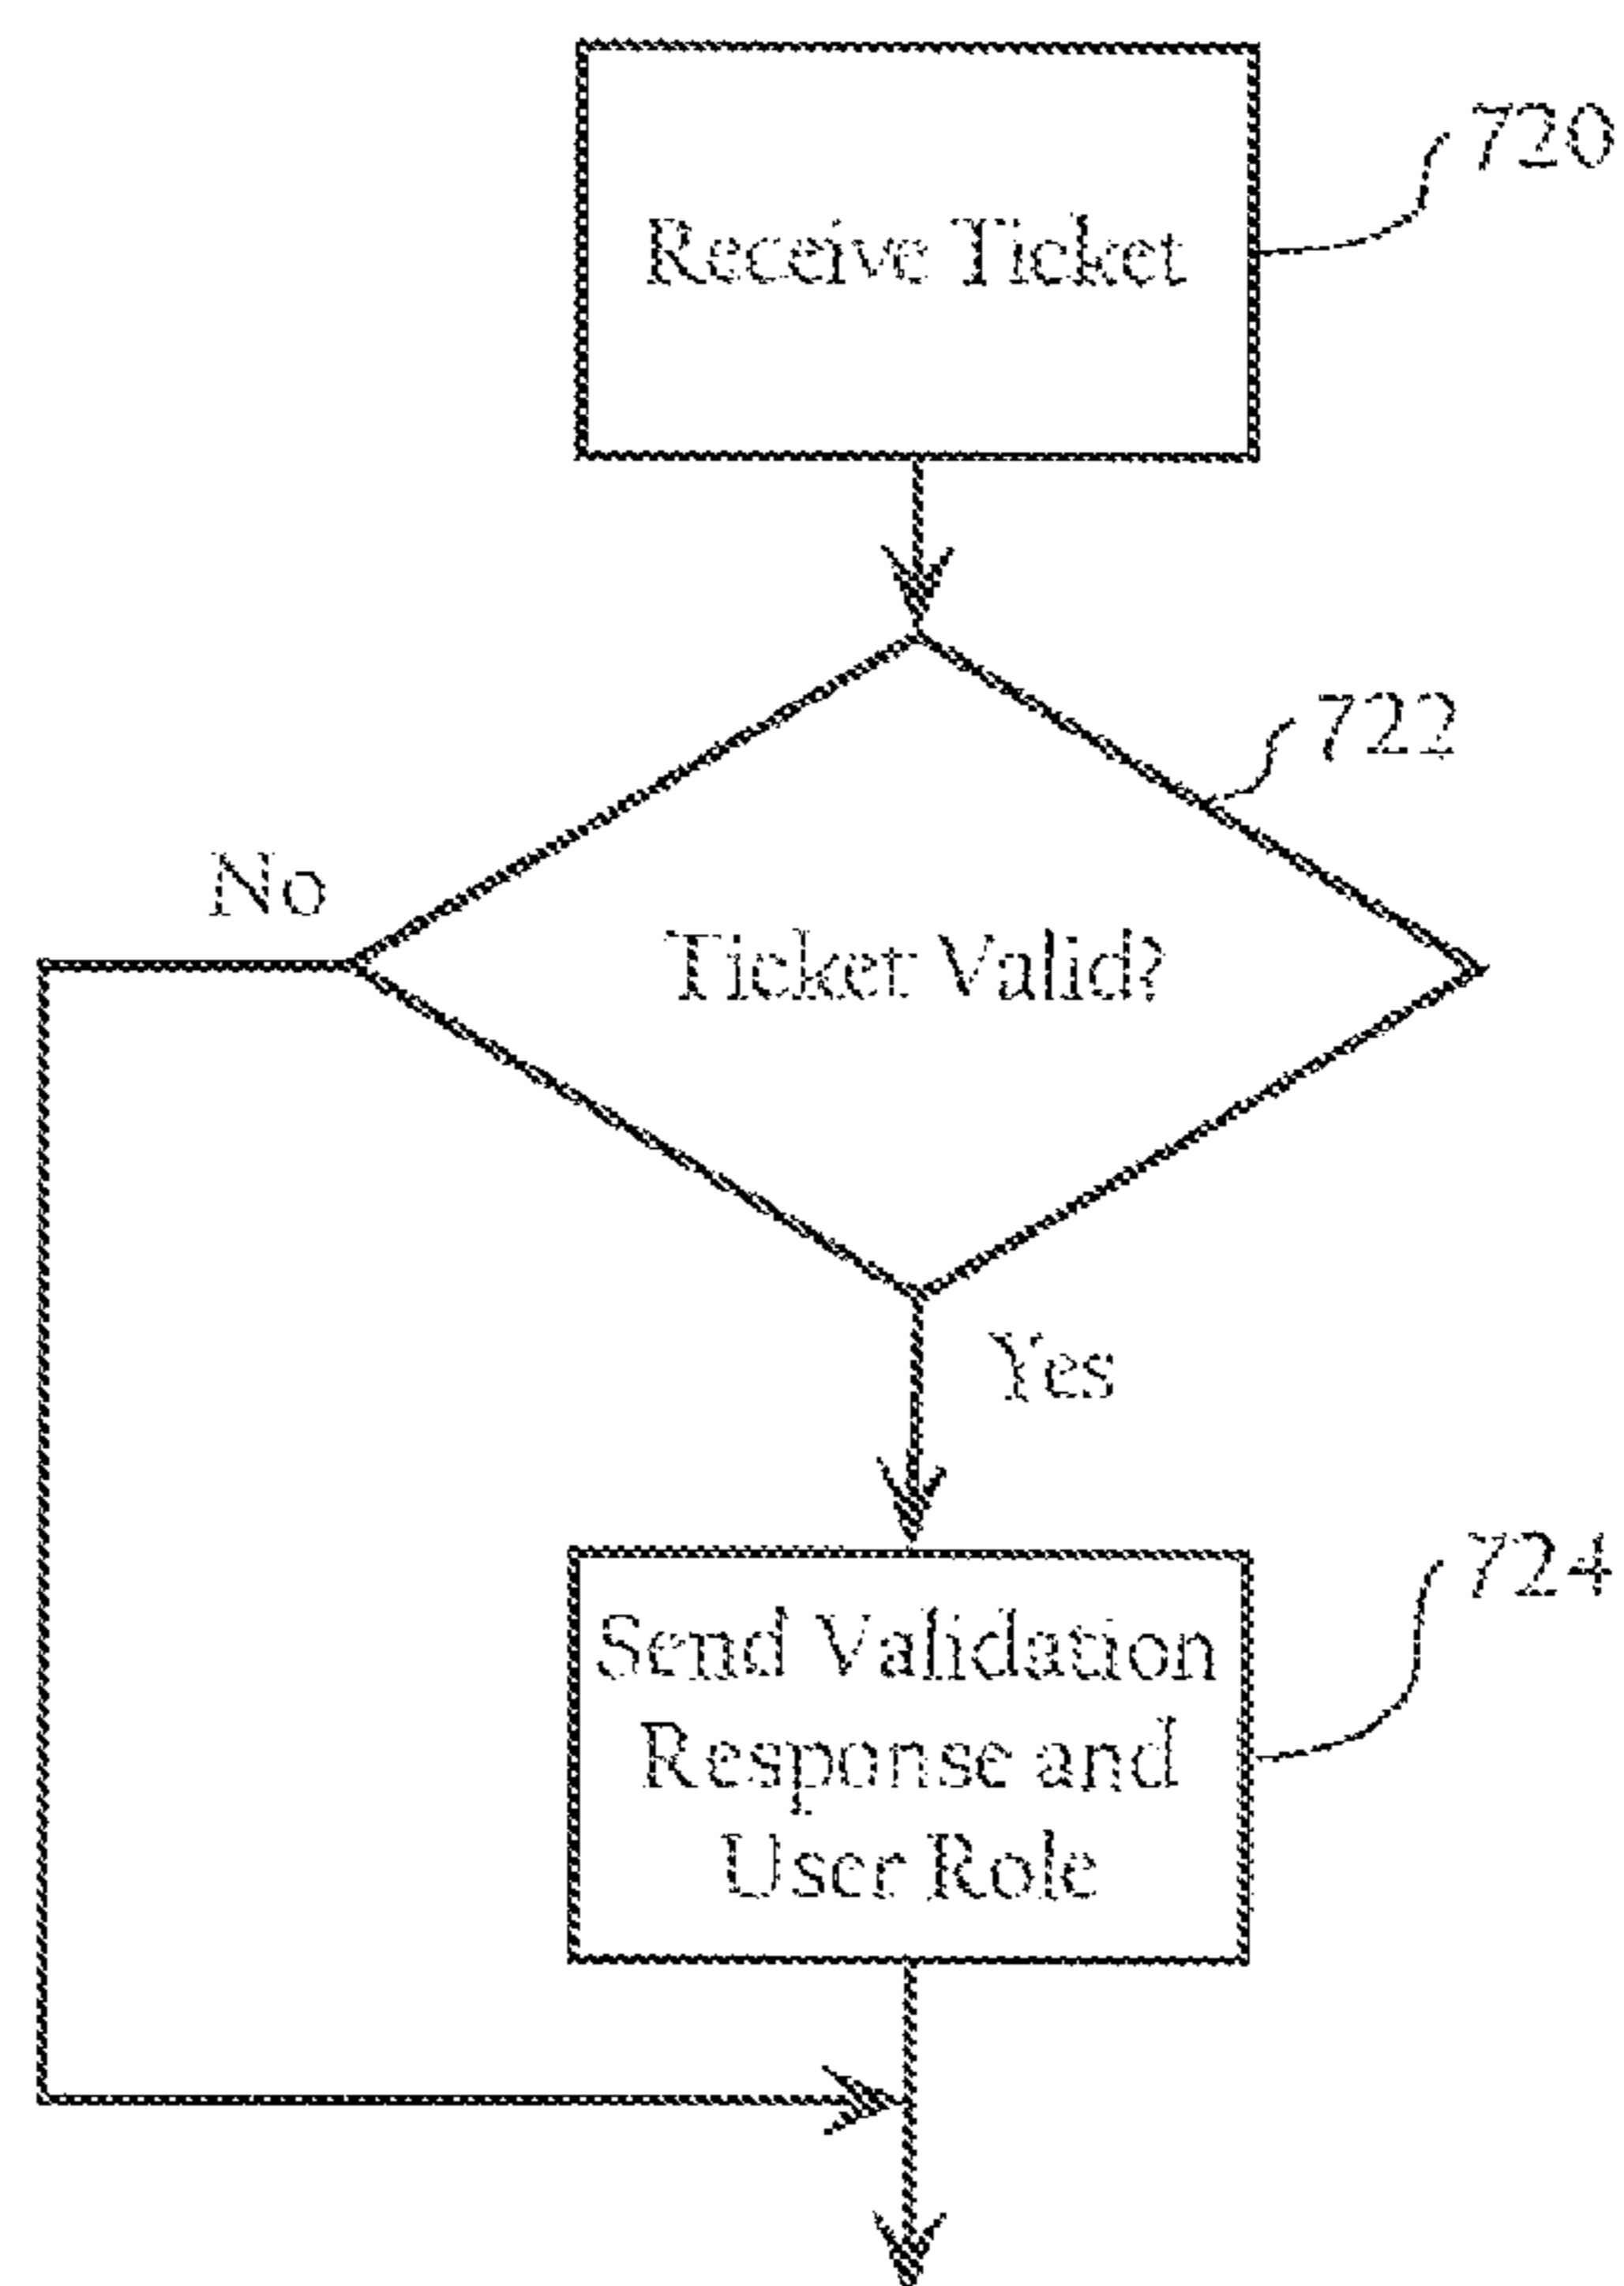 720
Receive Ticket
722
No
Ticket Valid?
Yes
724
Send Validation
Response and
User Role